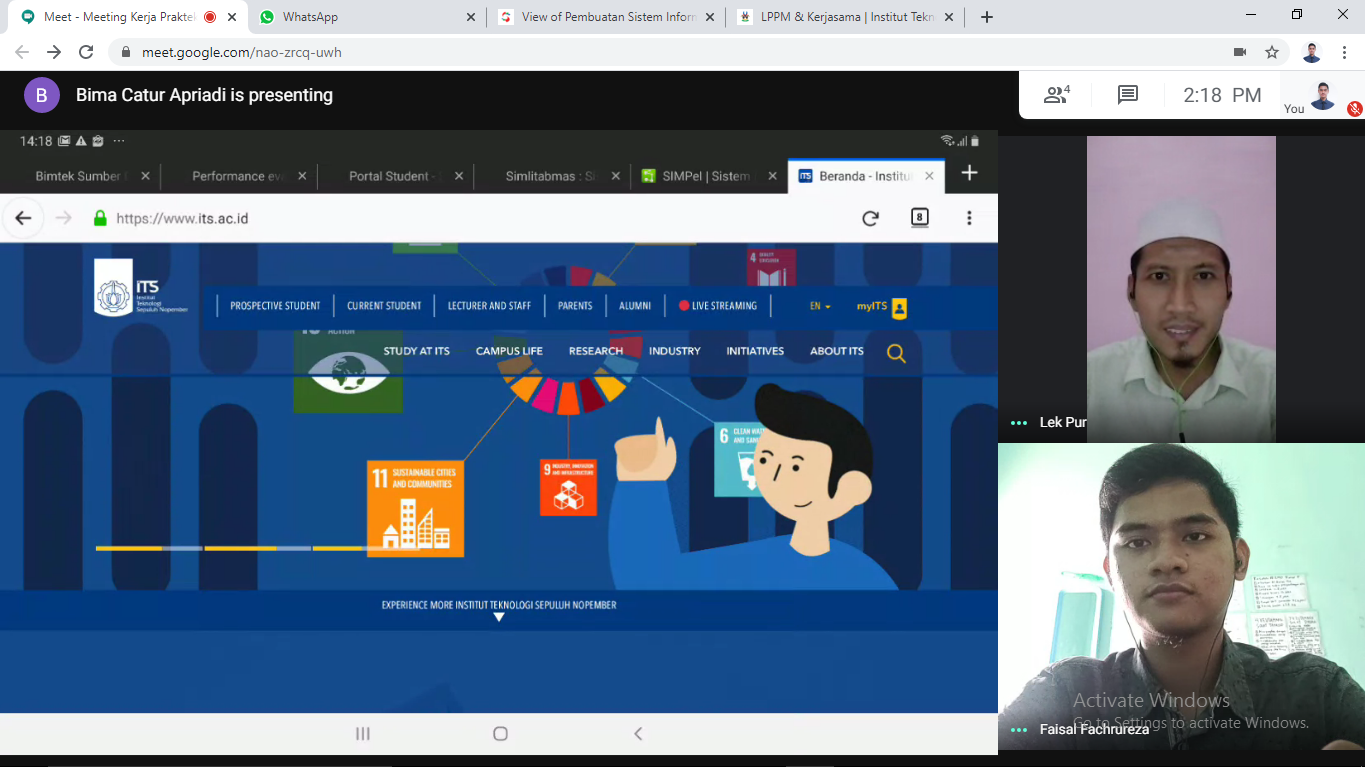 Meet - Meeting Kerja Praktek
WhatsApp
View of Pembuatan Sistem Inform
LPPM & Kerjasama | Institut Tekn
meet.google.com/nao-zrcq-uwh
B
Bima Catur Apriadi is presenting
4
2:18 PM
You
14:18
Bimtek Sumber
Performance eva
Portal Student -
Simlitabmas : Si
SIMPel | Sistem
ITS
Beranda - Institut
https://www.its.ac.id
8
ITS
Institut
Teknologi
Sepuluh Nopember
PROSPECTIVE STUDENT
CURRENT STUDENT
LECTURER AND STAFF
PARENTS
ALUMNI
LIVE STREAMING
EN
myITS
4 QUALITY
EDUCATION
ACTION
STUDY AT ITS
CAMPUS LIFE
RESEARCH
INDUSTRY
INITIATIVES
ABOUT ITS
11 SUSTAINABLE CITIES
AND COMMUNITIES
9 INDUSTRY, INNOVATION
AND INFRASTRUCTURE
6 CLEAN WAT
AND SAN
EXPERIENCE MORE INSTITUT TEKNOLOGI SEPULUH NOPEMBER
Lek Pur
Faisal Fachrureza
Activate Windows
Go to Settings to activate Windows.